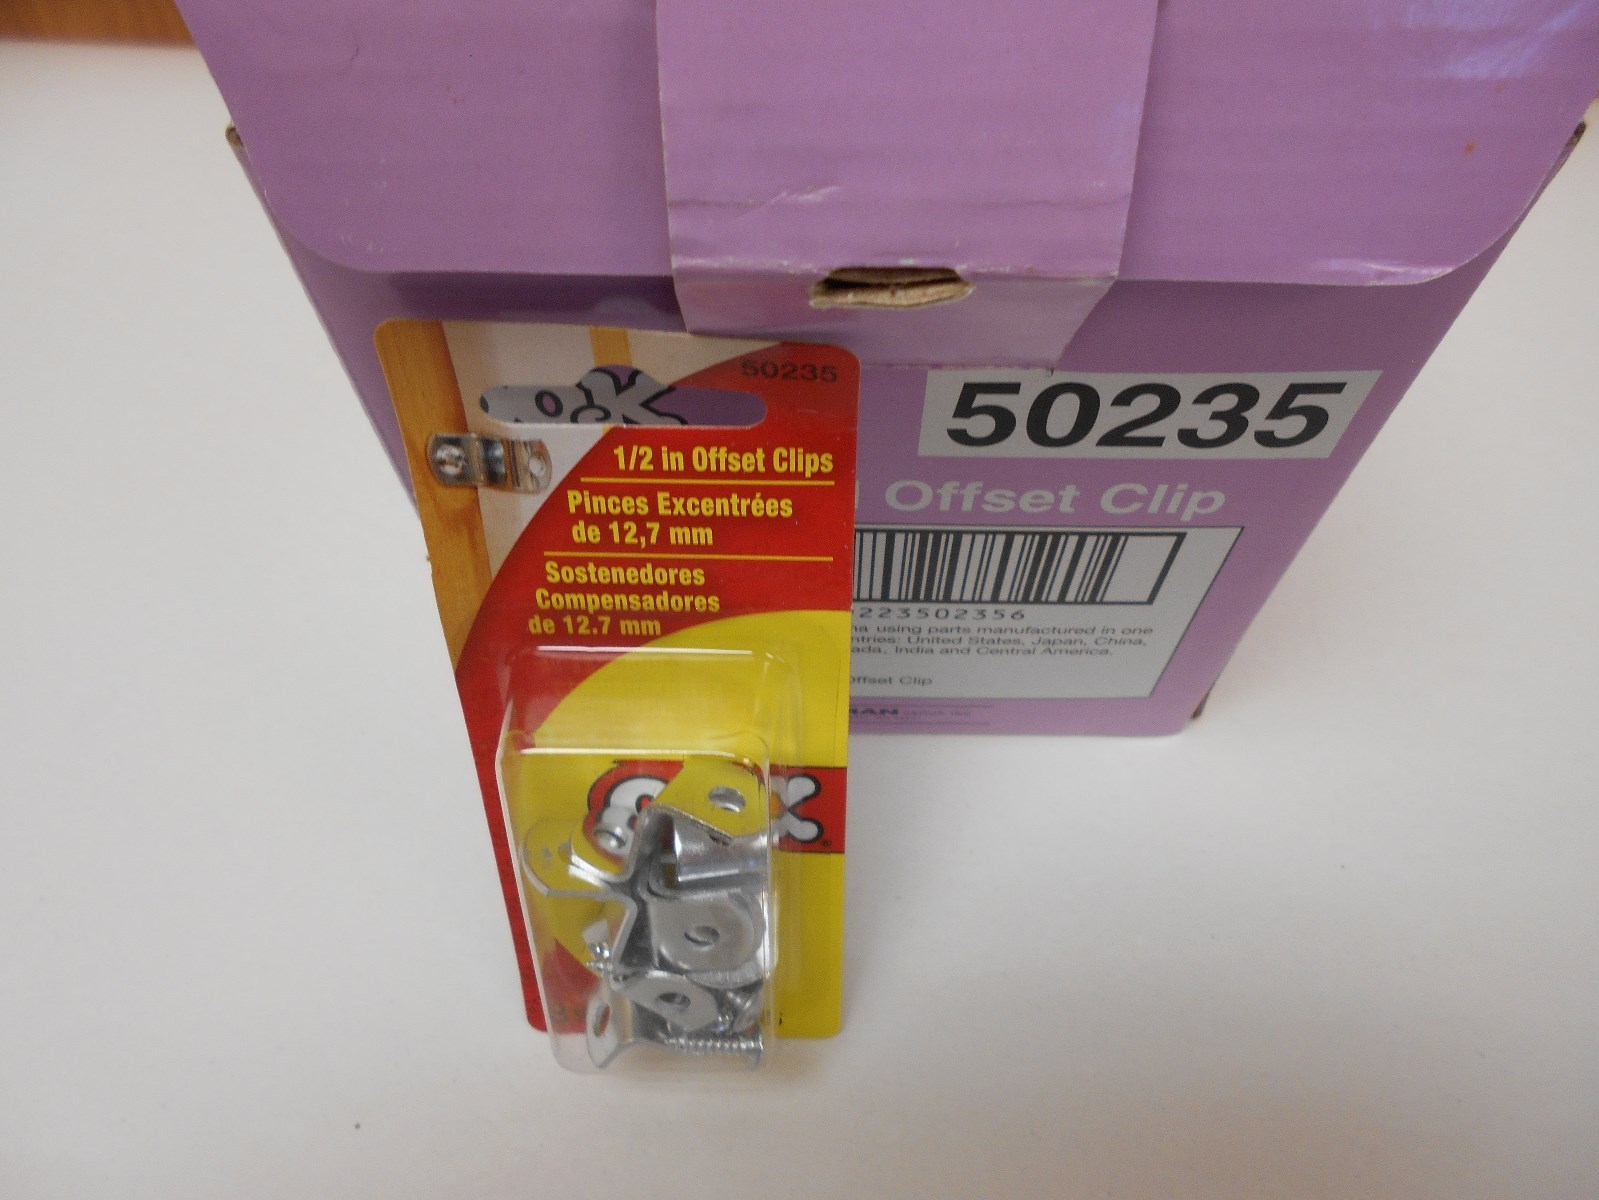 50235
OOK
1/2 in Offset Clips
Pinces Excentrées
de 12,7 mm
Sostenedores
Compensadores
de 12.7 mm
50235
Offset Clip
223502356
using parts manufactured in one
United States, Japan, China,
India and Central America.
Offset Clip